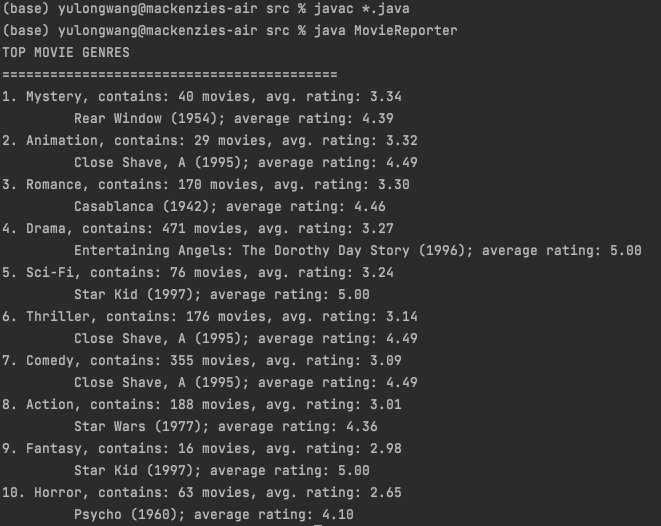 (base) yulongwang@mackenzies-air src % javac *.java
(base) yulongwang@mackenzies-air src % java MovieReporter
TOP MOVIE GENRES
==========================================
1. Mystery, contains: 40 movies, avg. rating: 3.34
Rear Window (1954); average rating: 4.39
2. Animation, contains: 29 movies, avg. rating: 3.32
Close Shave, A (1995); average rating: 4.49
3. Romance, contains: 170 movies, avg. rating: 3.30
Casablanca (1942); average rating: 4.46
4. Drama, contains: 471 movies, avg. rating: 3.27
Entertaining Angels: The Dorothy Day Story (1996); average rating: 5.00
5. Sci-Fi, contains: 76 movies, avg. rating: 3.24
Star Kid (1997); average rating: 5.00
6. Thriller, contains: 176 movies, avg. rating: 3.14
Close Shave, A (1995); average rating: 4.49
7. Comedy, contains: 355 movies, avg. rating: 3.09
Close Shave, A (1995); average rating: 4.49
8. Action, contains: 188 movies, avg. rating: 3.01
Star Wars (1977); average rating: 4.36
9. Fantasy, contains: 16 movies, avg. rating: 2.98
Star Kid (1997); average rating: 5.00
10. Horror, contains: 63 movies, avg. rating: 2.65
Psycho (1960); average rating: 4.10